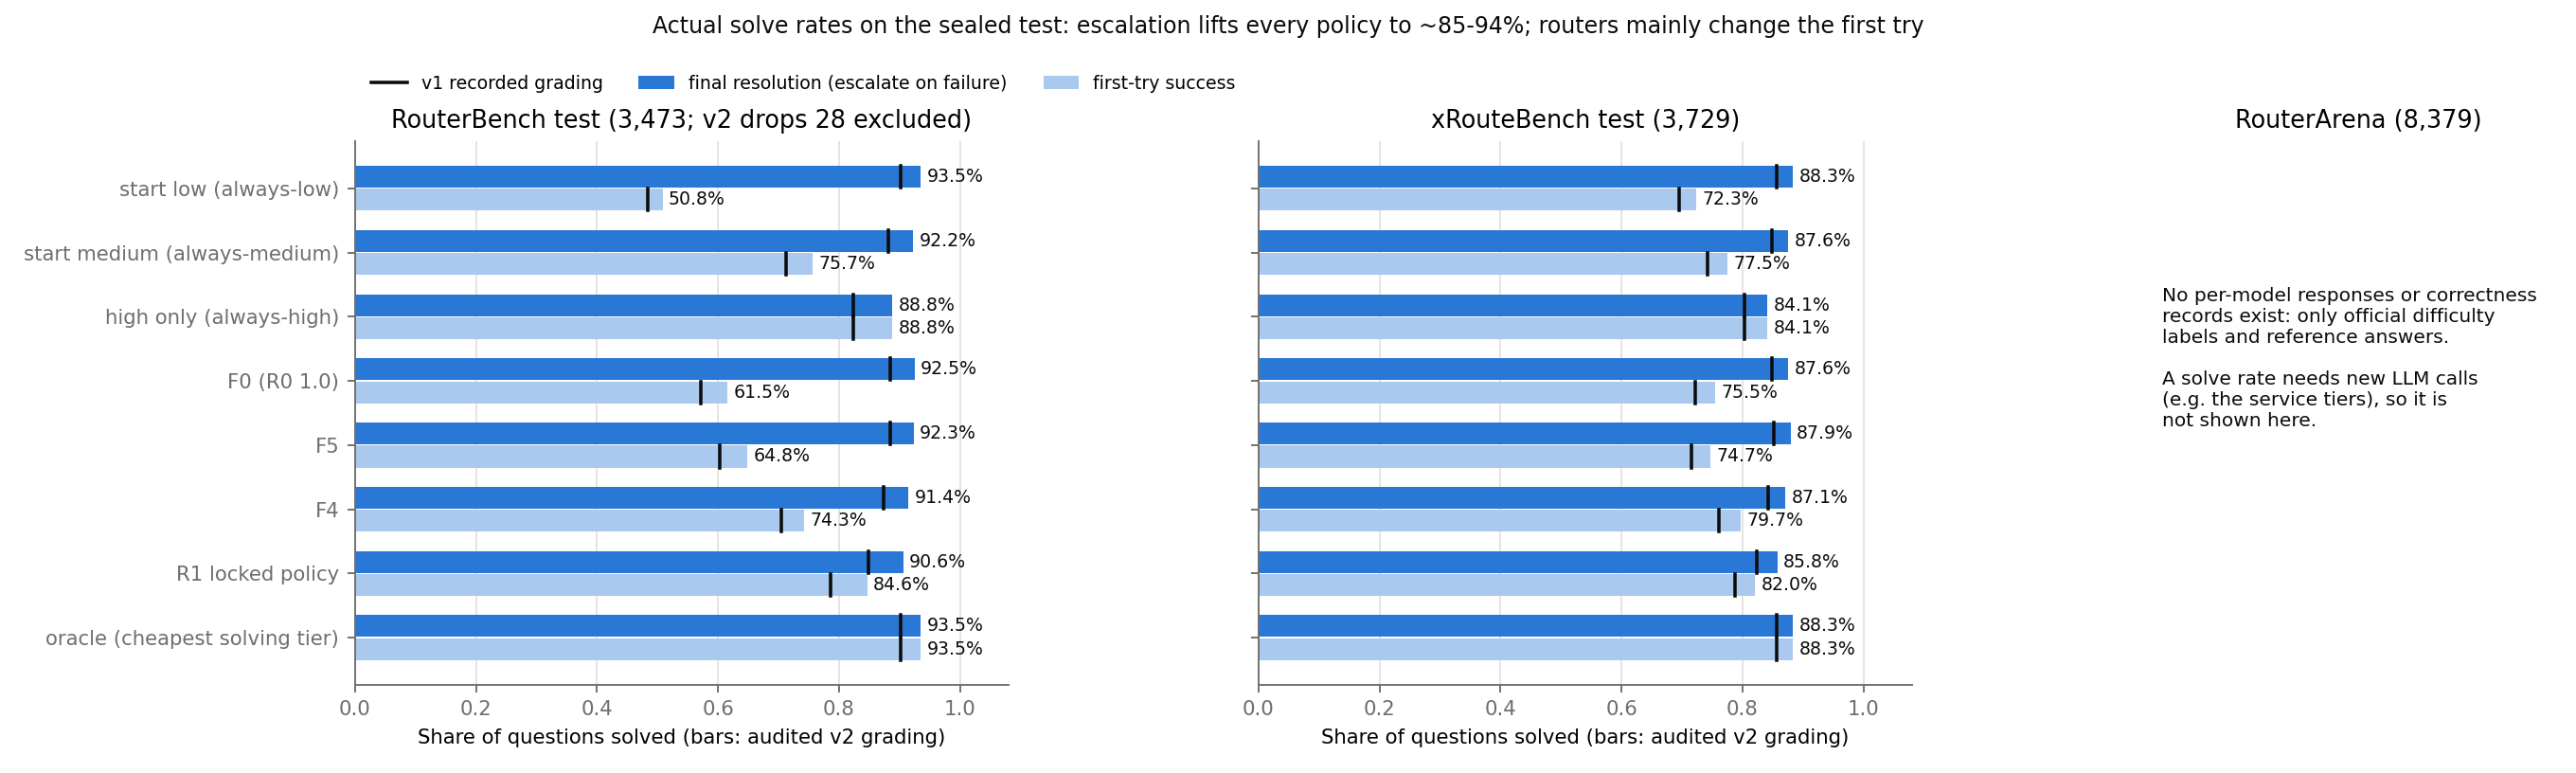 Actual solve rates on the sealed test: escalation lifts every policy to ~85-94%; routers mainly change the first try
v1 recorded grading
final resolution (escalate on failure)
first-try success
RouterBench test (3,473; v2 drops 28 excluded)
start low (always-low)
93.5%
50.8%
start medium (always-medium)
92.2%
75.7%
high only (always-high)
88.8%
88.8%
F0 (R0 1.0)
92.5%
61.5%
F5
92.3%
64.8%
F4
91.4%
74.3%
R1 locked policy
90.6%
84.6%
oracle (cheapest solving tier)
93.5%
93.5%
0.0 0.2 0.4 0.6 0.8 1.0
Share of questions solved (bars: audited v2 grading)
xRouteBench test (3,729)
88.3%
72.3%
87.6%
77.5%
84.1%
84.1%
87.6%
75.5%
87.9%
74.7%
87.1%
79.7%
85.8%
82.0%
88.3%
88.3%
0.0 0.2 0.4 0.6 0.8 1.0
Share of questions solved (bars: audited v2 grading)
RouterArena (8,379)
No per-model responses or correctness
records exist: only official difficulty
labels and reference answers.
A solve rate needs new LLM calls
(e.g. the service tiers), so it is
not shown here.